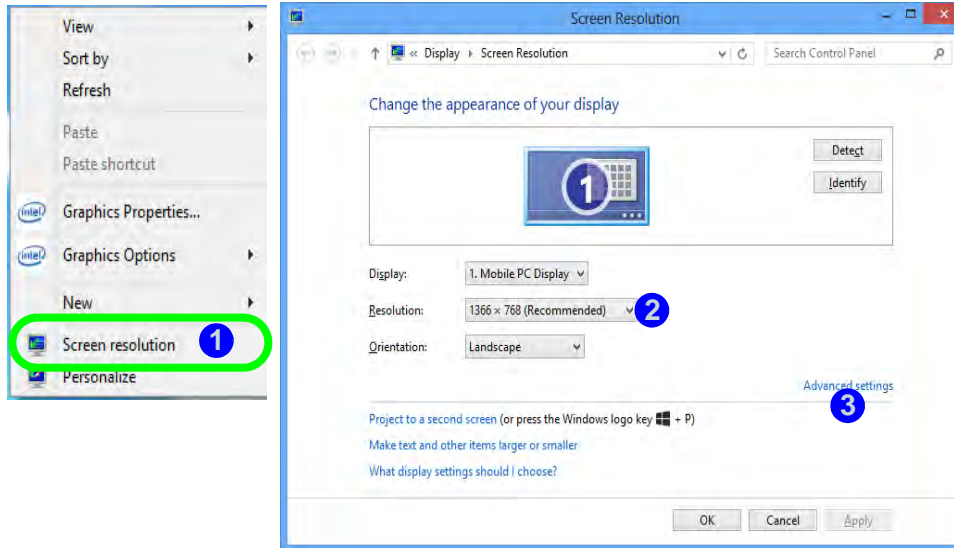 View
Sort by
Refresh
Paste
Paste shortcut
intel Graphics Properties...
intel Graphics Options
New
Screen resolution 1
Personalize
Screen Resolution
« Display Screen Resolution
Search Control Panel
Change the appearance of your display
1
Detect
Identify
Display: 1. Mobile PC Display
Resolution: 1366 × 768 (Recommended) 2
Orientation: Landscape
Advanced settings
3
Project to a second screen (or press the Windows logo key + P)
Make text and other items larger or smaller
What display settings should I choose?
OK Cancel Apply